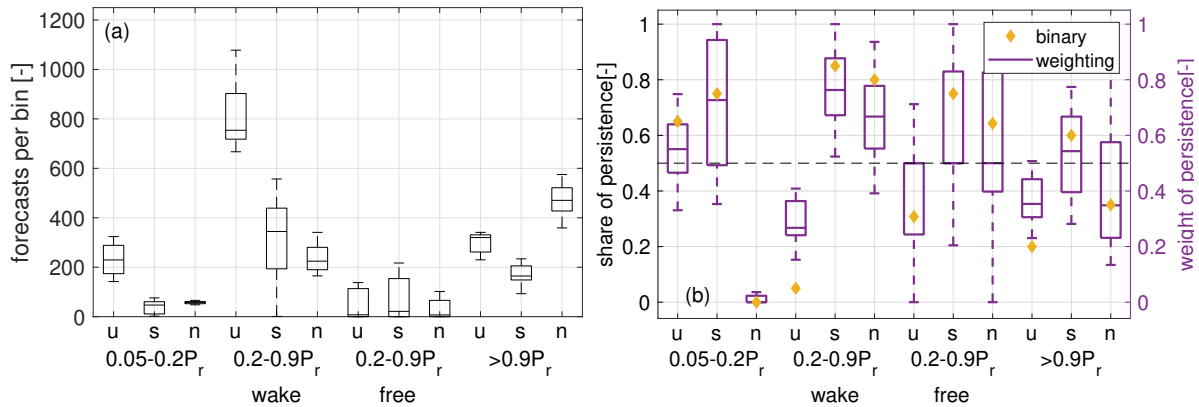 (a)
forecasts per bin [-]
1200
1000
800
600
400
200
0
u s n u s n u s n u s n
0.05-0.2P_r 0.2-0.9P_r 0.2-0.9P_r >0.9P_r
wake free
(b)
binary
weighting
share of persistence[-]
1
0.8
0.6
0.4
0.2
0
weight of persistence[-]
1
0.8
0.6
0.4
0.2
0
u s n u s n u s n u s n
0.05-0.2P_r 0.2-0.9P_r 0.2-0.9P_r >0.9P_r
wake free